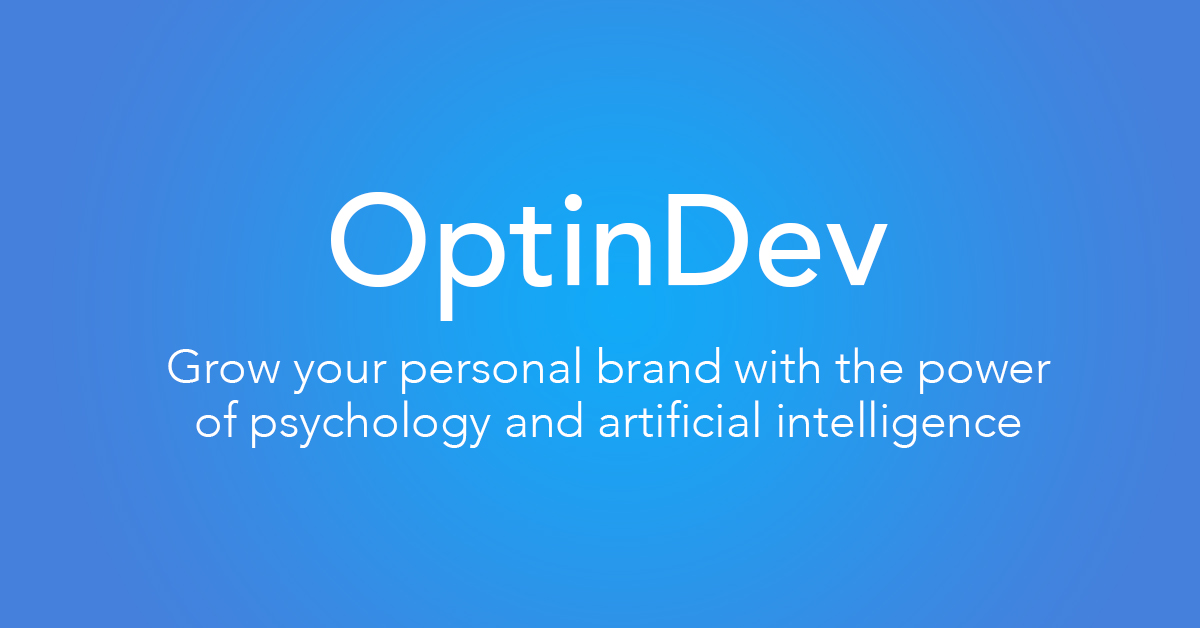 OptinDev
Grow your personal brand with the power
of psychology and artificial intelligence